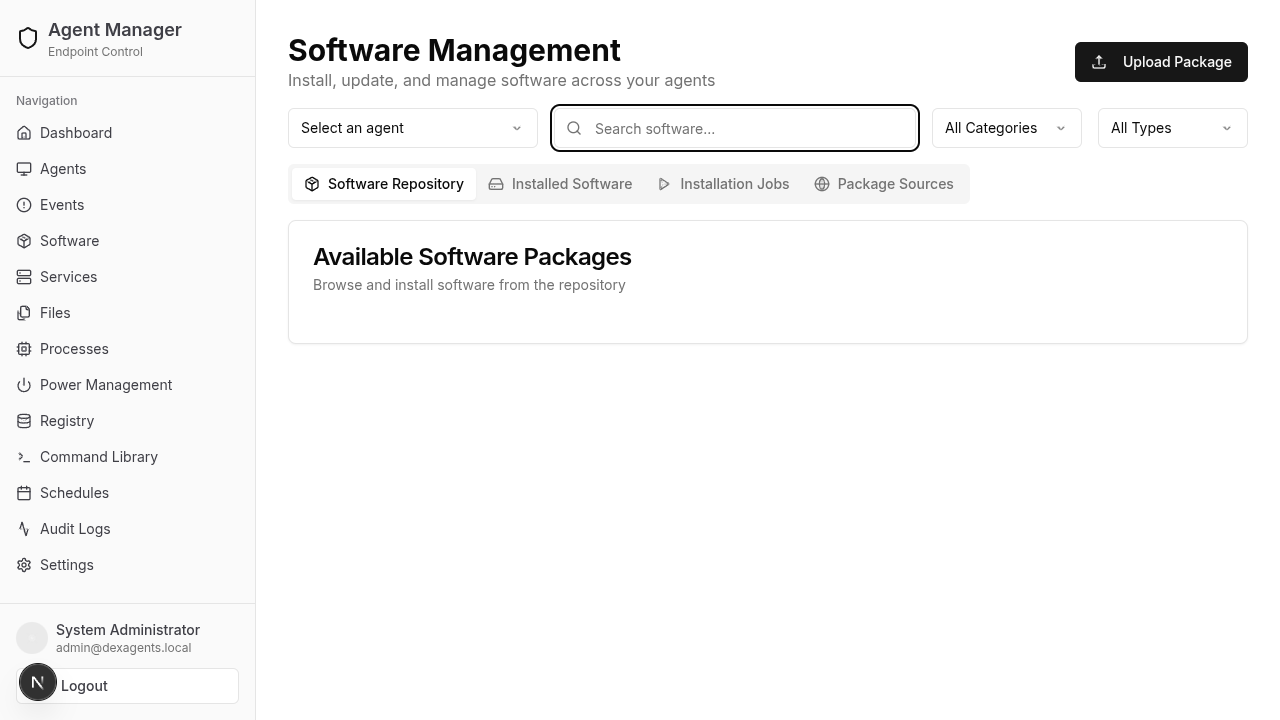 Agent Manager
Endpoint Control
Navigation
Dashboard
Agents
Events
Software
Services
Files
Processes
Power Management
Registry
Command Library
Schedules
Audit Logs
Settings
System Administrator
admin@dexagents.local
N
Logout
Software Management
Install, update, and manage software across your agents
Upload Package
Select an agent
Search software...
All Categories
All Types
Software Repository
Installed Software
Installation Jobs
Package Sources
Available Software Packages
Browse and install software from the repository